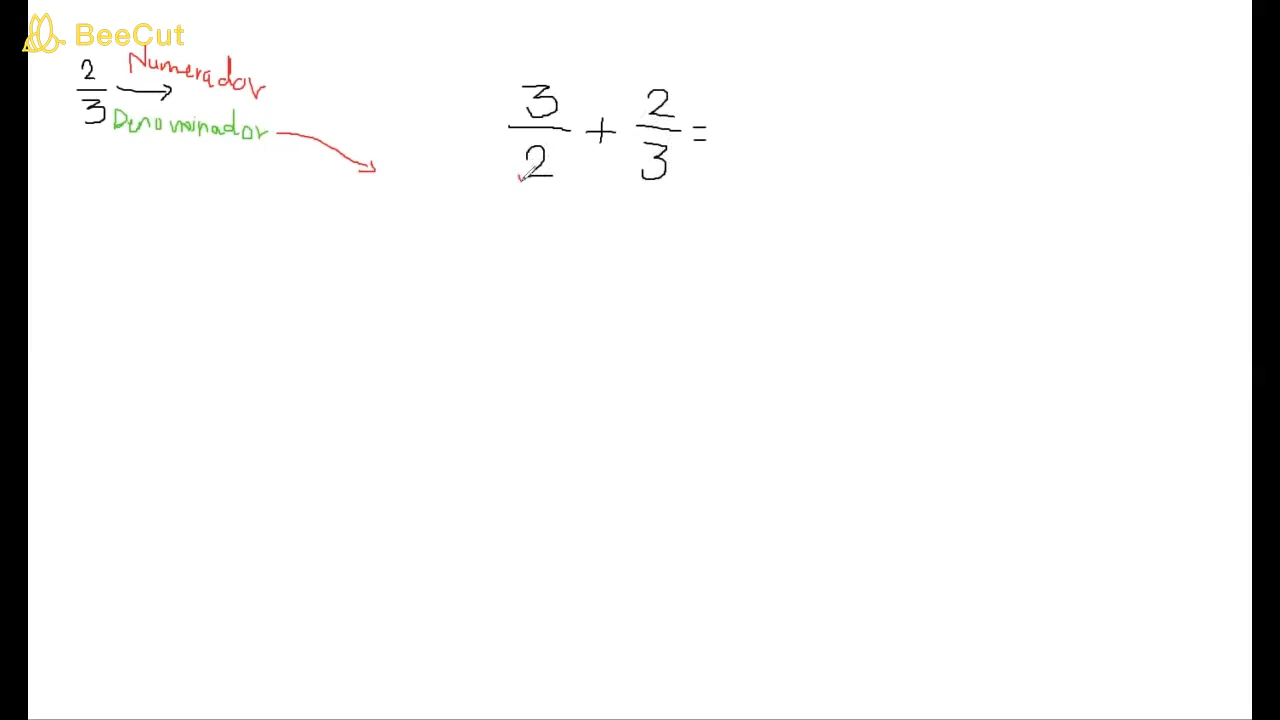 BeeCut
2/3 → Numerador
Denominador →
3/2 + 2/3 =